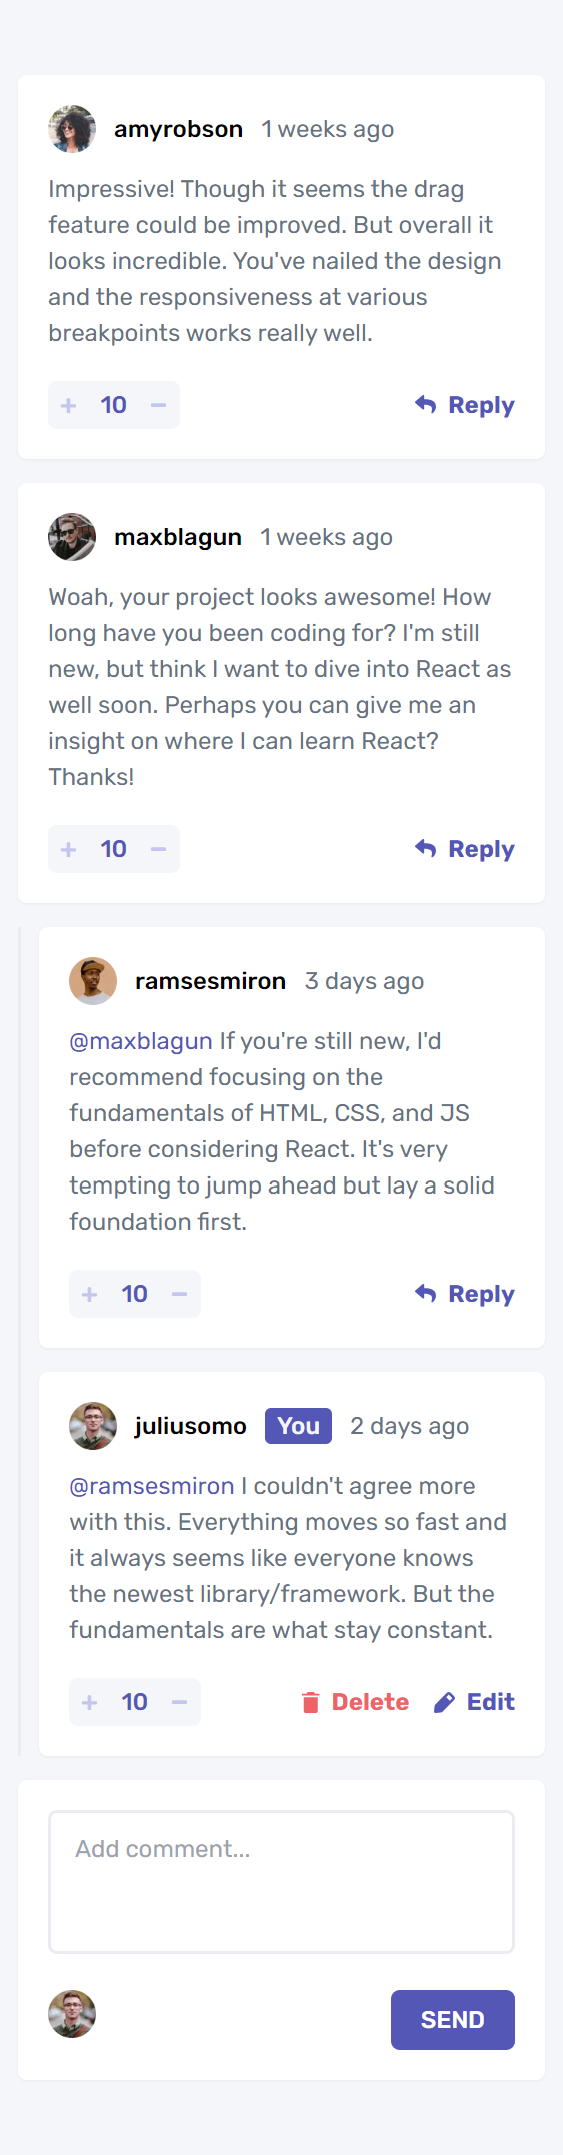 amyrobson 1 weeks ago
Impressive! Though it seems the drag
feature could be improved. But overall it
looks incredible. You've nailed the design
and the responsiveness at various
breakpoints works really well.
+ 10 − Reply
maxblagun 1 weeks ago
Woah, your project looks awesome! How
long have you been coding for? I'm still
new, but think I want to dive into React as
well soon. Perhaps you can give me an
insight on where I can learn React?
Thanks!
+ 10 − Reply
ramsesmiron 3 days ago
@maxblagun If you're still new, I'd
recommend focusing on the
fundamentals of HTML, CSS, and JS
before considering React. It's very
tempting to jump ahead but lay a solid
foundation first.
+ 10 − Reply
juliusomo You 2 days ago
@ramsesmiron I couldn't agree more
with this. Everything moves so fast and
it always seems like everyone knows
the newest library/framework. But the
fundamentals are what stay constant.
+ 10 − Delete Edit
Add comment...
SEND